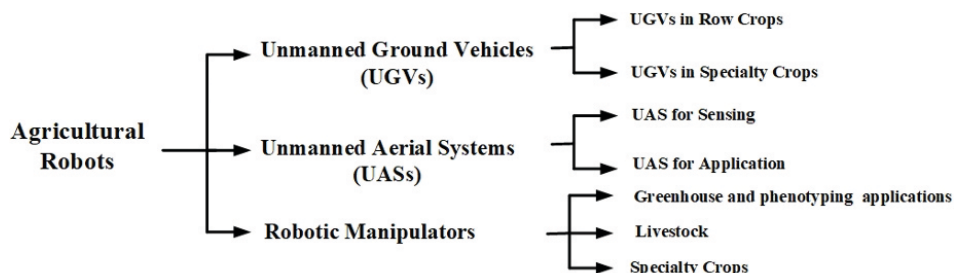 Agricultural
Robots
Unmanned Ground Vehicles
(UGVs)
UGVs in Row Crops
UGVs in Specialty Crops
Unmanned Aerial Systems
(UASs)
UAS for Sensing
UAS for Application
Robotic Manipulators
Greenhouse and phenotyping applications
Livestock
Specialty Crops